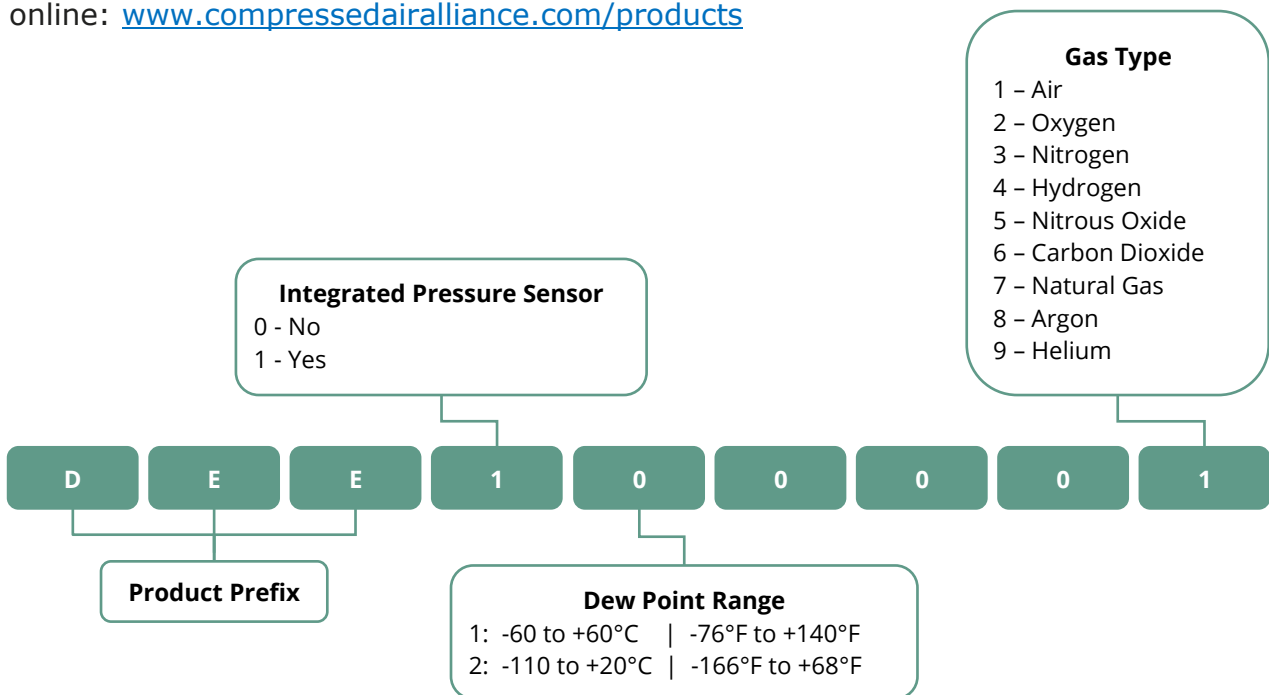 online: www.compressedairalliance.com/products
Gas Type
1 – Air
2 – Oxygen
3 – Nitrogen
4 – Hydrogen
5 – Nitrous Oxide
6 – Carbon Dioxide
7 – Natural Gas
8 – Argon
9 – Helium
Integrated Pressure Sensor
0 - No
1 - Yes
D E E 1 0 0 0 0 1
Product Prefix
Dew Point Range
1: -60 to +60°C | -76°F to +140°F
2: -110 to +20°C | -166°F to +68°F